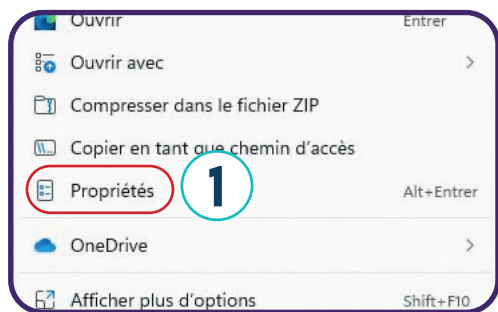 Ouvrir Entrer
Ouvrir avec >
Compresser dans le fichier ZIP
Copier en tant que chemin d'accès
Propriétés 1 Alt+Entrer
OneDrive >
Afficher plus d'options Shift+F10